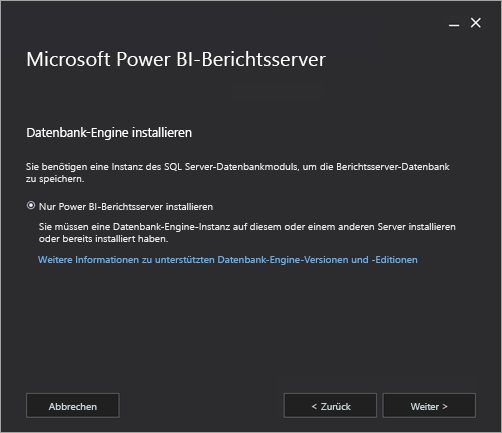 Microsoft Power BI-Berichtsserver
Datenbank-Engine installieren
Sie benötigen eine Instanz des SQL Server-Datenbankmoduls, um die Berichtsserver-Datenbank
zu speichern.
Nur Power BI-Berichtsserver installieren
Sie müssen eine Datenbank-Engine-Instanz auf diesem oder einem anderen Server installieren
oder bereits installiert haben.
Weitere Informationen zu unterstützten Datenbank-Engine-Versionen und -Editionen
Abbrechen
< Zurück
Weiter >